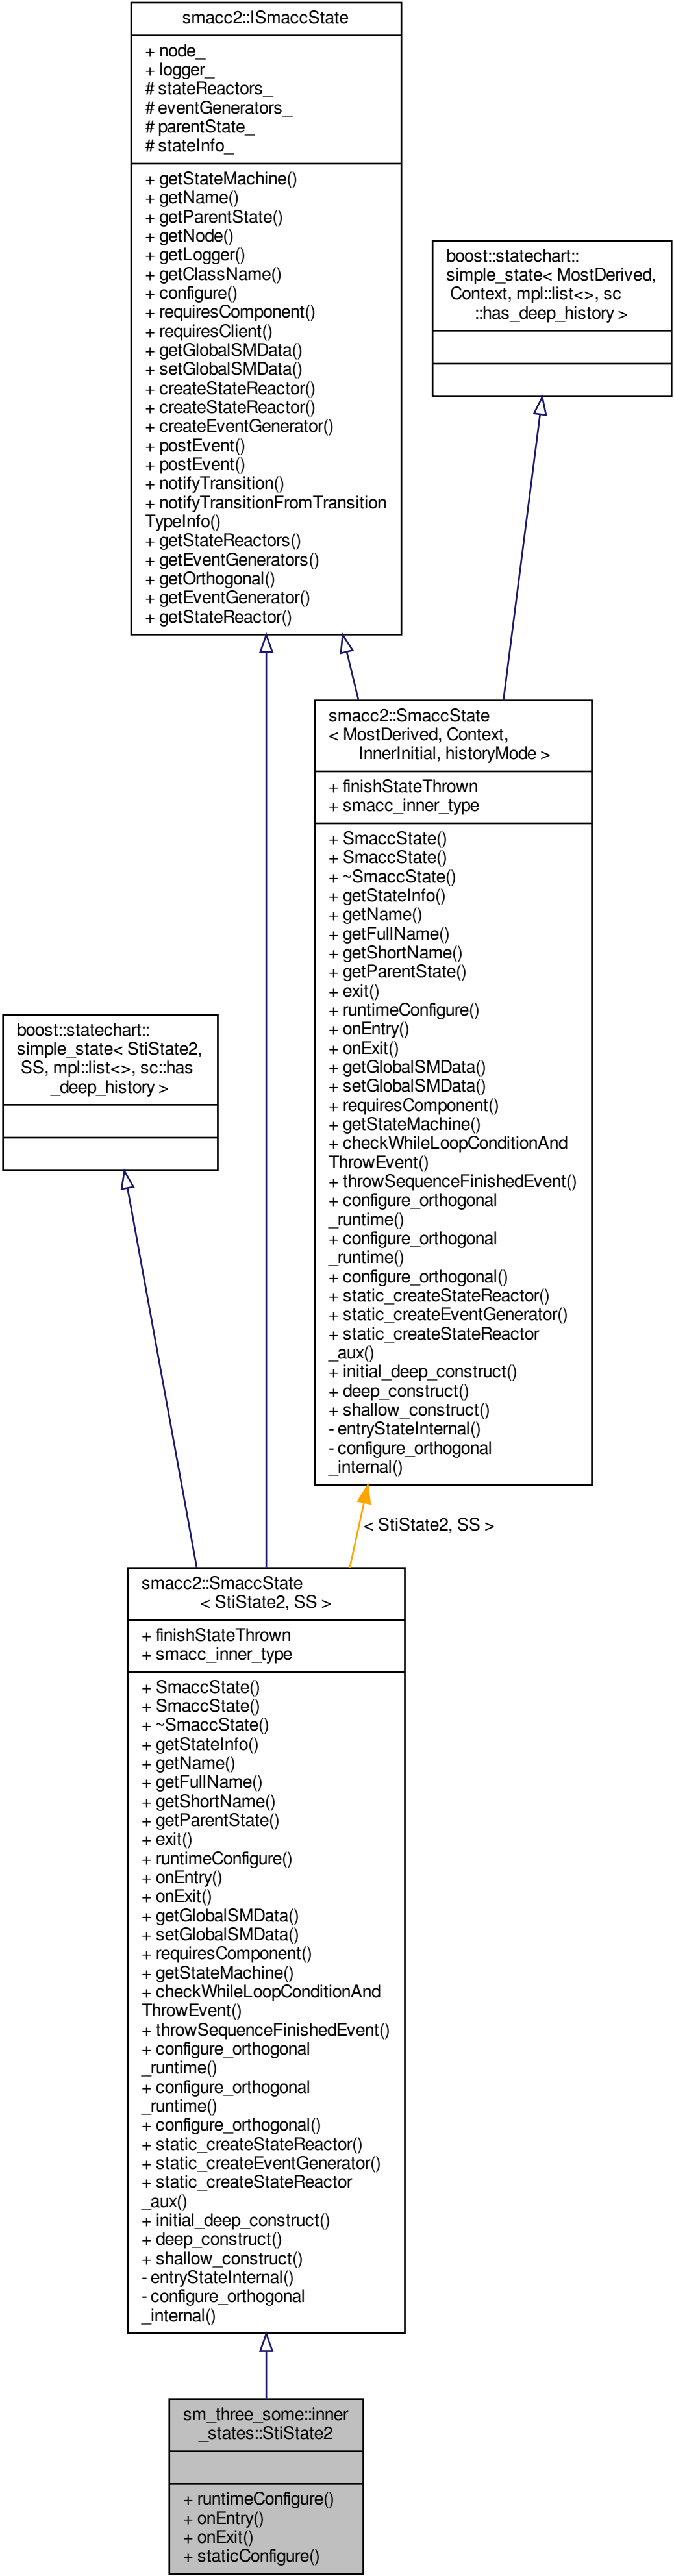 smacc2::ISmaccState
+ node_
+ logger_
# stateReactors_
# eventGenerators_
# parentState_
# stateInfo_
+ getStateMachine()
+ getName()
+ getParentState()
+ getNode()
+ getLogger()
+ getClassName()
+ configure()
+ requiresComponent()
+ requiresClient()
+ getGlobalSMData()
+ setGlobalSMData()
+ createStateReactor()
+ createStateReactor()
+ createEventGenerator()
+ postEvent()
+ postEvent()
+ notifyTransition()
+ notifyTransitionFromTransition
TypeInfo()
+ getStateReactors()
+ getEventGenerators()
+ getOrthogonal()
+ getEventGenerator()
+ getStateReactor()
boost::statechart::
simple_state< MostDerived,
Context, mpl::list<>, sc
::has_deep_history >
smacc2::SmaccState
< MostDerived, Context,
InnerInitial, historyMode >
+ finishStateThrown
+ smacc_inner_type
+ SmaccState()
+ SmaccState()
+ ~SmaccState()
+ getStateInfo()
+ getName()
+ getFullName()
+ getShortName()
+ getParentState()
+ exit()
+ runtimeConfigure()
+ onEntry()
+ onExit()
+ getGlobalSMData()
+ setGlobalSMData()
+ requiresComponent()
+ getStateMachine()
+ checkWhileLoopConditionAnd
ThrowEvent()
+ throwSequenceFinishedEvent()
+ configure_orthogonal
_runtime()
+ configure_orthogonal
_runtime()
+ configure_orthogonal()
+ static_createStateReactor()
+ static_createEventGenerator()
+ static_createStateReactor
_aux()
+ initial_deep_construct()
+ deep_construct()
+ shallow_construct()
- entryStateInternal()
- configure_orthogonal
_internal()
boost::statechart::
simple_state< StiState2,
SS, mpl::list<>, sc::has
_deep_history >
< StiState2, SS >
smacc2::SmaccState
< StiState2, SS >
+ finishStateThrown
+ smacc_inner_type
+ SmaccState()
+ SmaccState()
+ ~SmaccState()
+ getStateInfo()
+ getName()
+ getFullName()
+ getShortName()
+ getParentState()
+ exit()
+ runtimeConfigure()
+ onEntry()
+ onExit()
+ getGlobalSMData()
+ setGlobalSMData()
+ requiresComponent()
+ getStateMachine()
+ checkWhileLoopConditionAnd
ThrowEvent()
+ throwSequenceFinishedEvent()
+ configure_orthogonal
_runtime()
+ configure_orthogonal
_runtime()
+ configure_orthogonal()
+ static_createStateReactor()
+ static_createEventGenerator()
+ static_createStateReactor
_aux()
+ initial_deep_construct()
+ deep_construct()
+ shallow_construct()
- entryStateInternal()
- configure_orthogonal
_internal()
sm_three_some::inner
_states::StiState2
+ runtimeConfigure()
+ onEntry()
+ onExit()
+ staticConfigure()